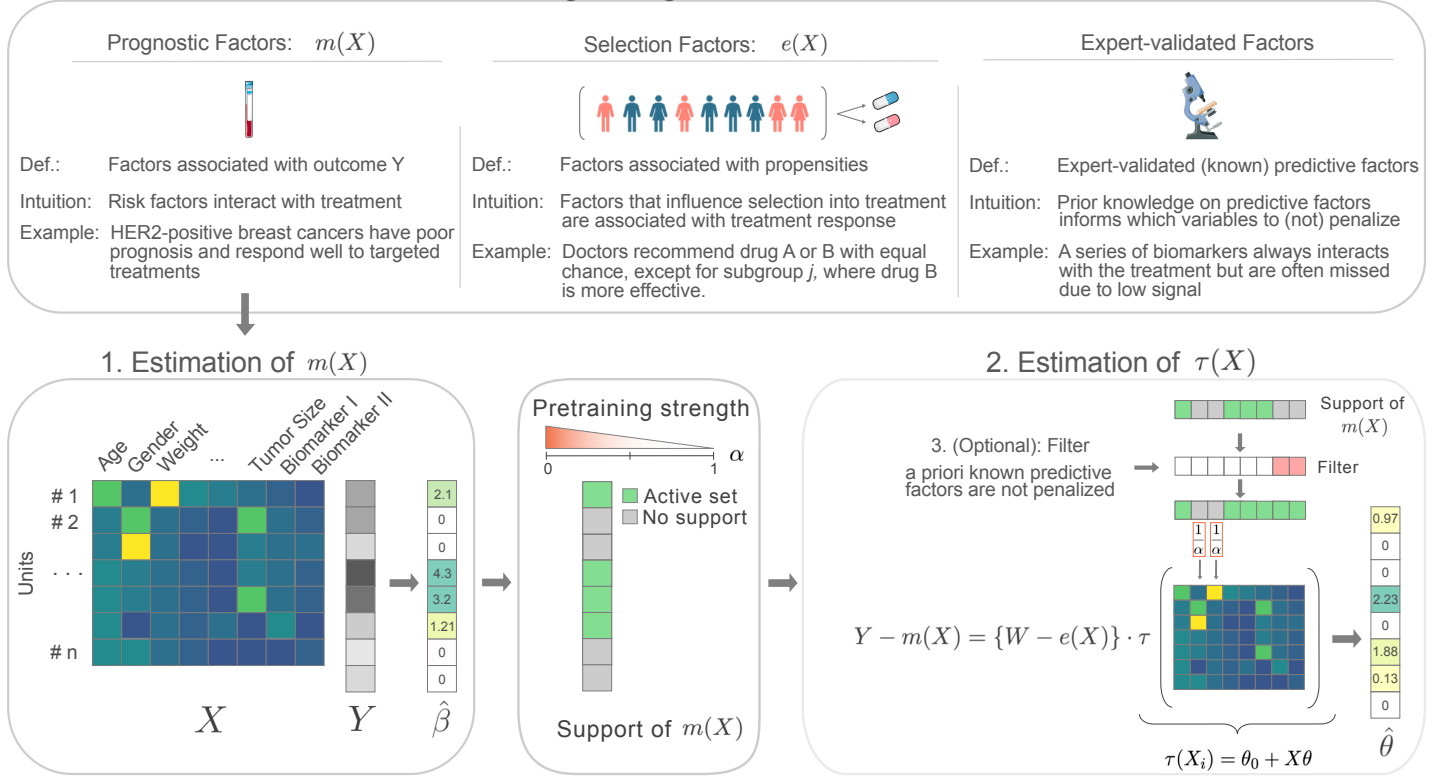 Prognostic Factors: m(X)
Def.: Factors associated with outcome Y
Intuition: Risk factors interact with treatment
Example: HER2-positive breast cancers have poor
prognosis and respond well to targeted
treatments
Selection Factors: e(X)
Def.: Factors associated with propensities
Intuition: Factors that influence selection into treatment
are associated with treatment response
Example: Doctors recommend drug A or B with equal
chance, except for subgroup j, where drug B
is more effective.
Expert-validated Factors
Def.: Expert-validated (known) predictive factors
Intuition: Prior knowledge on predictive factors
informs which variables to (not) penalize
Example: A series of biomarkers always interacts
with the treatment but are often missed
due to low signal
1. Estimation of m(X)
Age
Gender
Weight
...
Tumor Size
Biomarker I
Biomarker II
Units
# 1
# 2
. . .
# n
X
Y
2.1
0
0
4.3
3.2
1.21
0
0
β̂
Pretraining strength
0
1
α
Active set
No support
Support of m(X)
2. Estimation of τ(X)
Support of
m(X)
3. (Optional): Filter
a priori known predictive
factors are not penalized
Filter
1/α 1/α
Y − m(X) = {W − e(X)} · τ
τ(Xᵢ) = θ₀ + Xθ
0.97
0
0
2.23
0
1.88
0.13
0
θ̂